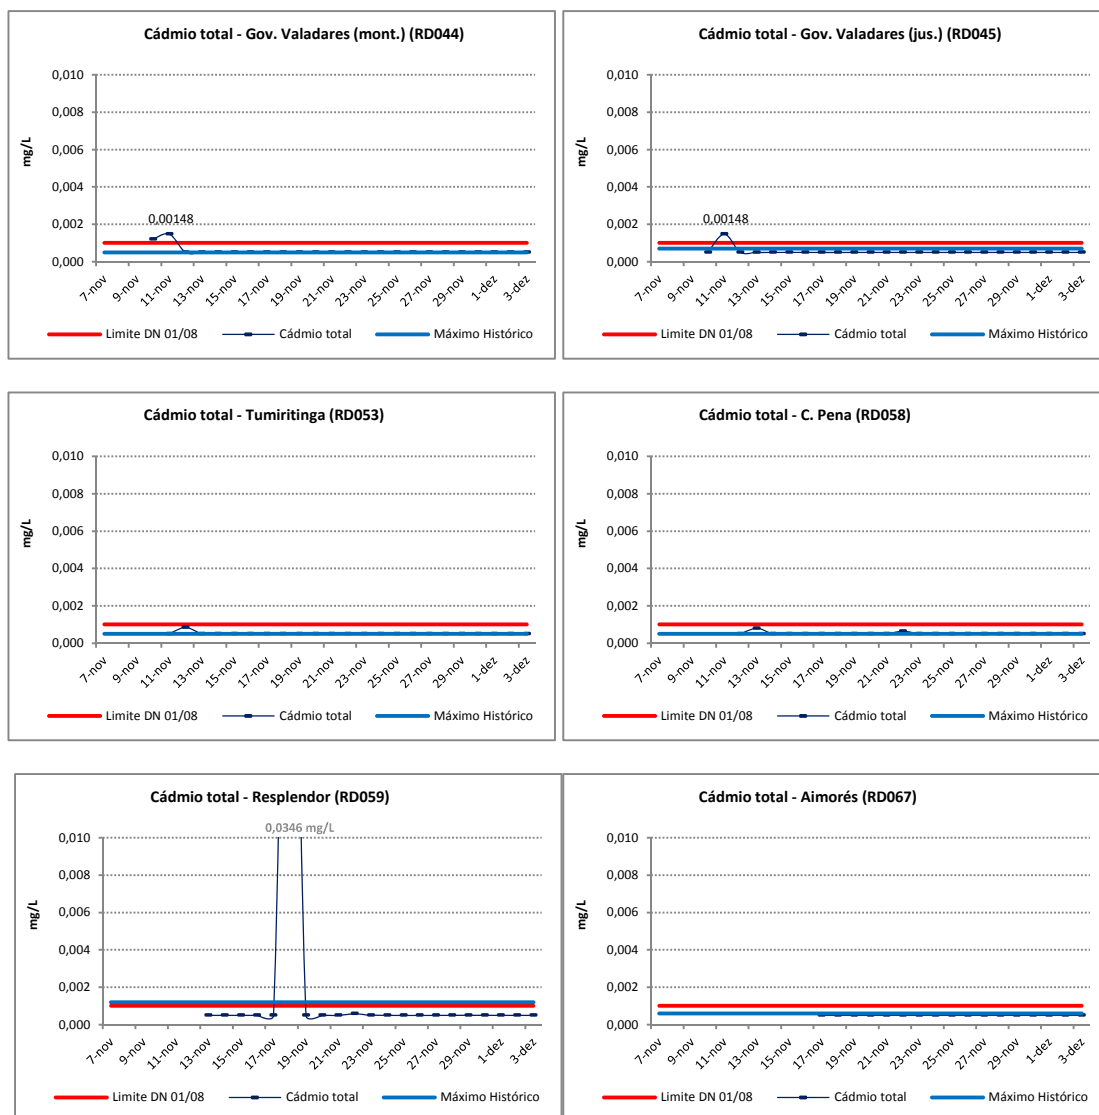 Cádmio total - Gov. Valadares (mont.) (RD044)
0,010
0,008
0,006
0,004
0,002
0,000
mg/L
0,00148
7-nov 9-nov 11-nov 13-nov 15-nov 17-nov 19-nov 21-nov 23-nov 25-nov 27-nov 29-nov 1-dez 3-dez
Limite DN 01/08 Cádmio total Máximo Histórico
Cádmio total - Gov. Valadares (jus.) (RD045)
0,010
0,008
0,006
0,004
0,002
0,000
mg/L
0,00148
7-nov 9-nov 11-nov 13-nov 15-nov 17-nov 19-nov 21-nov 23-nov 25-nov 27-nov 29-nov 1-dez 3-dez
Limite DN 01/08 Cádmio total Máximo Histórico
Cádmio total - Tumiritinga (RD053)
0,010
0,008
0,006
0,004
0,002
0,000
mg/L
7-nov 9-nov 11-nov 13-nov 15-nov 17-nov 19-nov 21-nov 23-nov 25-nov 27-nov 29-nov 1-dez 3-dez
Limite DN 01/08 Cádmio total Máximo Histórico
Cádmio total - C. Pena (RD058)
0,010
0,008
0,006
0,004
0,002
0,000
mg/L
7-nov 9-nov 11-nov 13-nov 15-nov 17-nov 19-nov 21-nov 23-nov 25-nov 27-nov 29-nov 1-dez 3-dez
Limite DN 01/08 Cádmio total Máximo Histórico
Cádmio total - Resplendor (RD059)
0,0346 mg/L
0,010
0,008
0,006
0,004
0,002
0,000
mg/L
7-nov 9-nov 11-nov 13-nov 15-nov 17-nov 19-nov 21-nov 23-nov 25-nov 27-nov 29-nov 1-dez 3-dez
Limite DN 01/08 Cádmio total Máximo Histórico
Cádmio total - Aimorés (RD067)
0,010
0,008
0,006
0,004
0,002
0,000
mg/L
7-nov 9-nov 11-nov 13-nov 15-nov 17-nov 19-nov 21-nov 23-nov 25-nov 27-nov 29-nov 1-dez 3-dez
Limite DN 01/08 Cádmio total Máximo Histórico